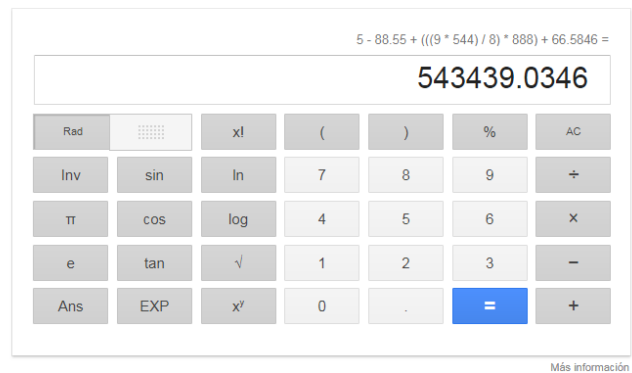 5 - 88.55 + (((9 * 544) / 8) * 888) + 66.5846 =
543439.0346
Rad x! ( ) % AC
Inv sin ln 7 8 9 ÷
π cos log 4 5 6 ×
e tan √ 1 2 3 −
Ans EXP xʸ 0 . = +
Más información